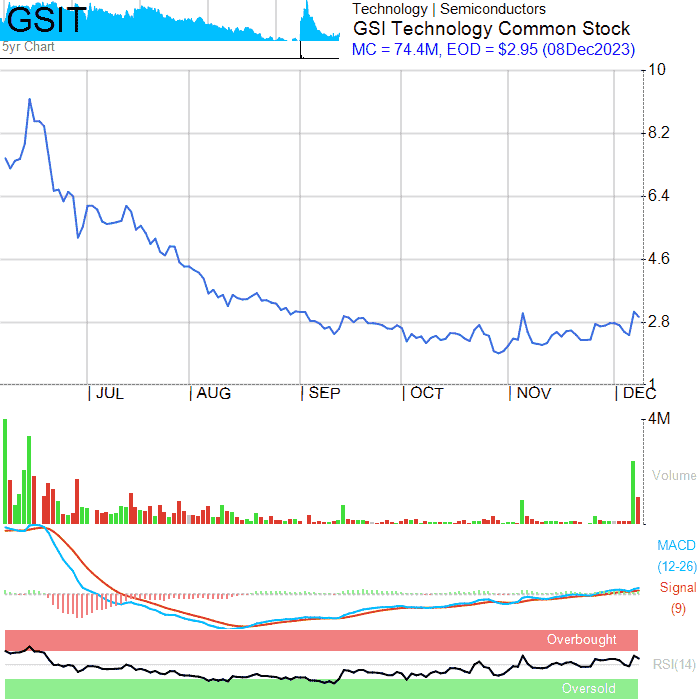 GSIT
5yr Chart
Technology | Semiconductors
GSI Technology Common Stock
MC = 74.4M, EOD = $2.95 (08Dec2023)
10
8.2
6.4
4.6
2.8
1
JUL AUG SEP OCT NOV DEC
4M
Volume
MACD
(12-26)
Signal
(9)
Overbought
RSI(14)
Oversold